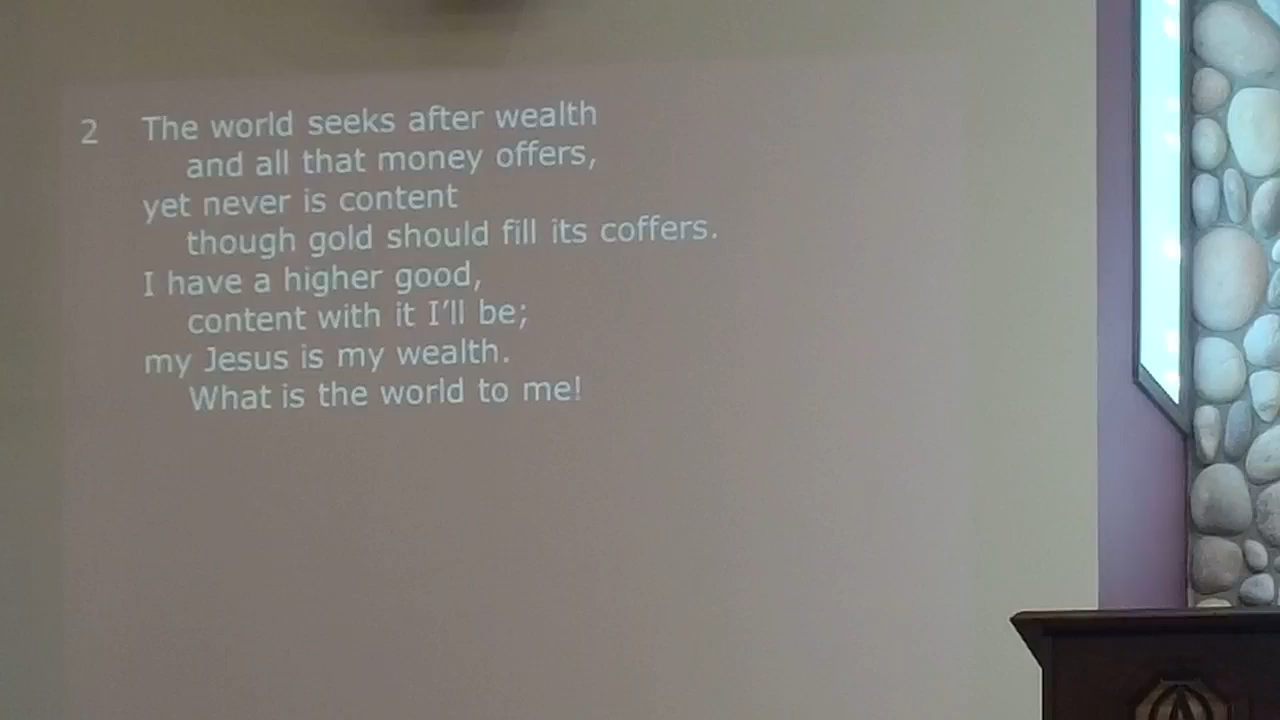 2 The world seeks after wealth
and all that money offers,
yet never is content
though gold should fill its coffers.
I have a higher good,
content with it I'll be;
my Jesus is my wealth.
What is the world to me!